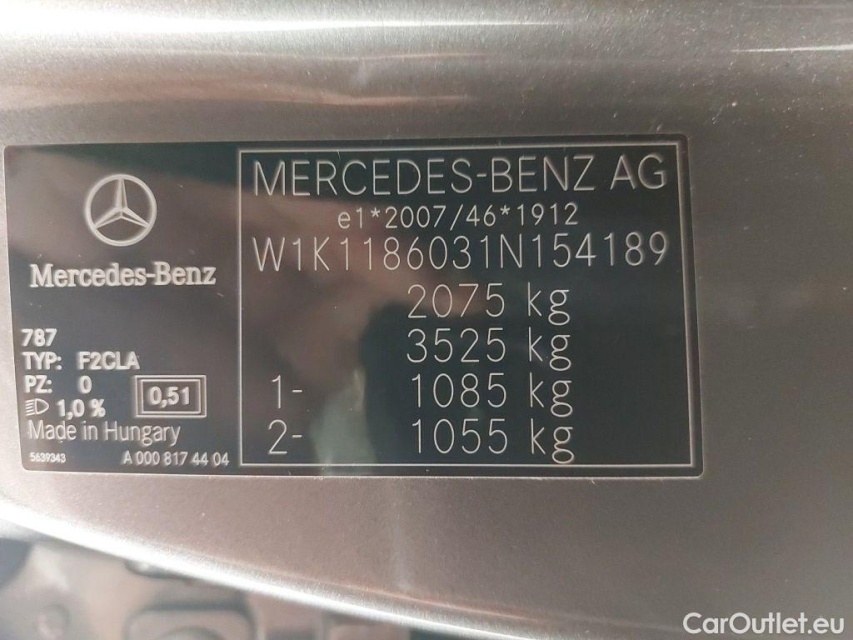 Mercedes-Benz
787
TYP: F2CLA
PZ: 0
1,0 %
0,51
Made in Hungary
5639343 A 000 817 44 04
MERCEDES-BENZ AG
e1*2007/46*1912
W1K1186031N154189
2075 kg
3525 kg
1- 1085 kg
2- 1055 kg
CarOutlet.eu